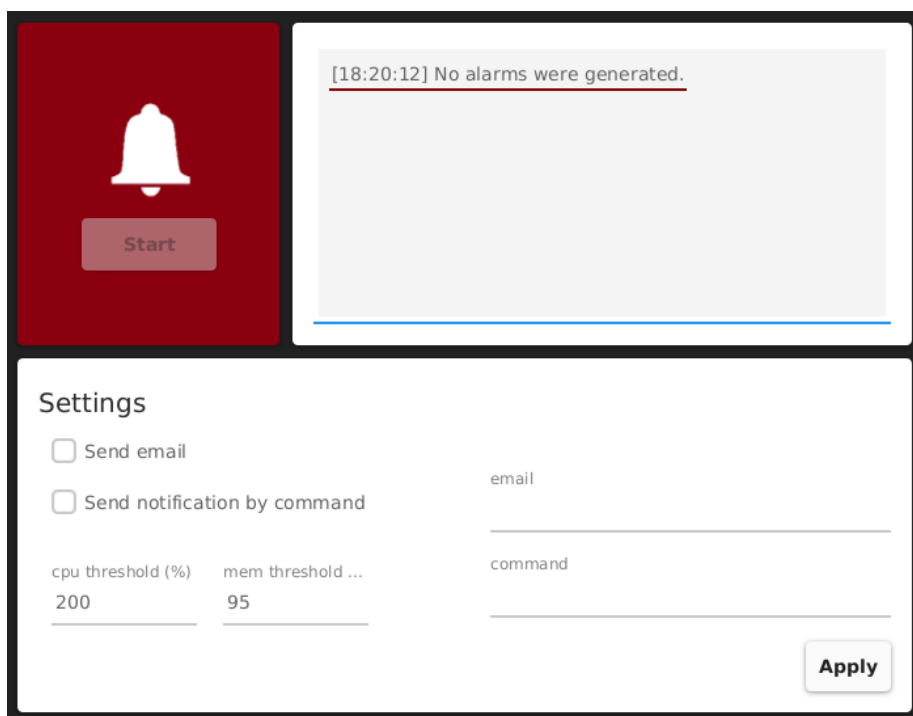 [18:20:12] No alarms were generated.
Start
Settings
Send email
Send notification by command
email
cpu threshold (%)
mem threshold ...
200
95
command
Apply